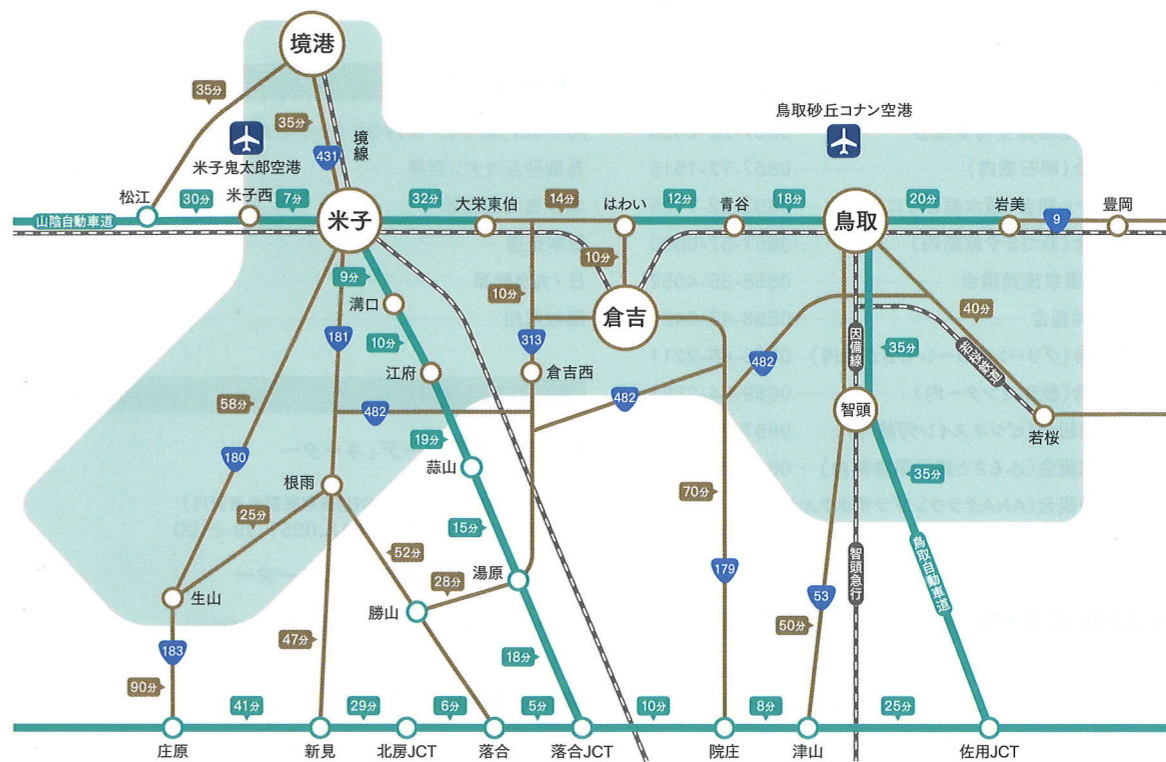 境港
35分
35分
境線
431
米子鬼太郎空港
鳥取砂丘コナン空港
松江
30分
米子西
7分
米子
32分
大栄東伯
14分
はわい
12分
青谷
18分
鳥取
20分
岩美
9
豊岡
山陰自動車道
9分
溝口
10分
10分
倉吉
40分
181
313
因備線
35分
482
若桜鉄道
10分
江府
倉吉西
482
智頭
若桜
58分
482
19分
180
蒜山
35分
根雨
70分
25分
15分
52分
湯原
28分
179
智頭急行
鳥取自動車道
生山
勝山
53
183
47分
50分
18分
90分
41分
29分
6分
5分
10分
8分
25分
庄原
新見
北房JCT
落合
落合JCT
院庄
津山
佐用JCT